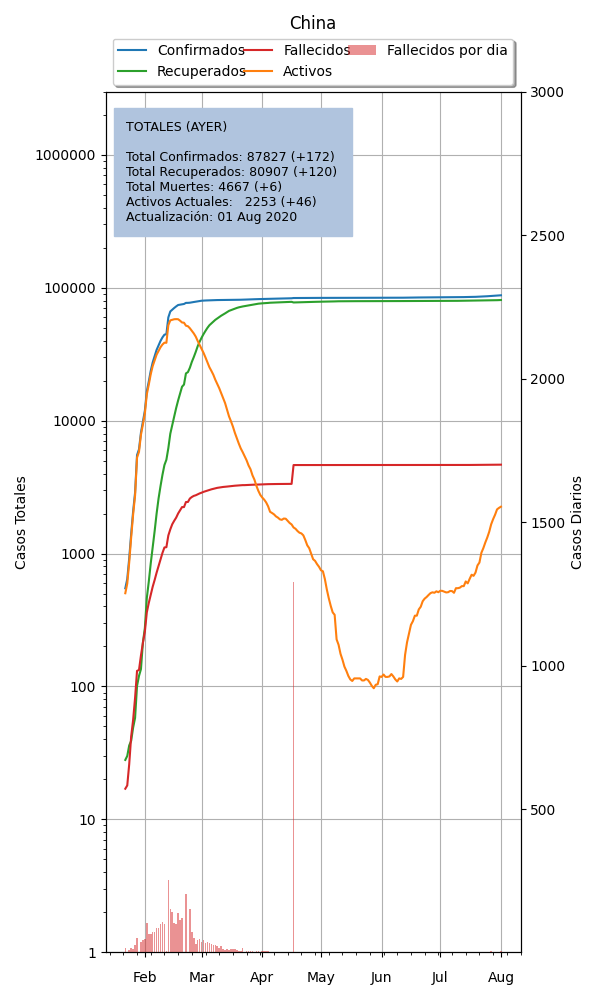 China
Confirmados Fallecidos Fallecidos por dia
Recuperados Activos
TOTALES (AYER)
Total Confirmados: 87827 (+172)
Total Recuperados: 80907 (+120)
Total Muertes: 4667 (+6)
Activos Actuales: 2253 (+46)
Actualización: 01 Aug 2020
Casos Totales
1000000
100000
10000
1000
100
10
1
3000
2500
2000
1500
1000
500
Casos Diarios
Feb Mar Apr May Jun Jul Aug